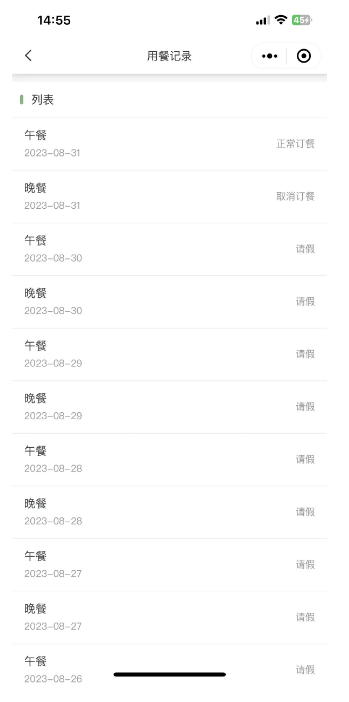 14:55
45
用餐记录
列表
午餐
正常订餐
2023-08-31
晚餐
取消订餐
2023-08-31
午餐
请假
2023-08-30
晚餐
请假
2023-08-30
午餐
请假
2023-08-29
晚餐
请假
2023-08-29
午餐
请假
2023-08-28
晚餐
请假
2023-08-28
午餐
请假
2023-08-27
晚餐
请假
2023-08-27
午餐
请假
2023-08-26